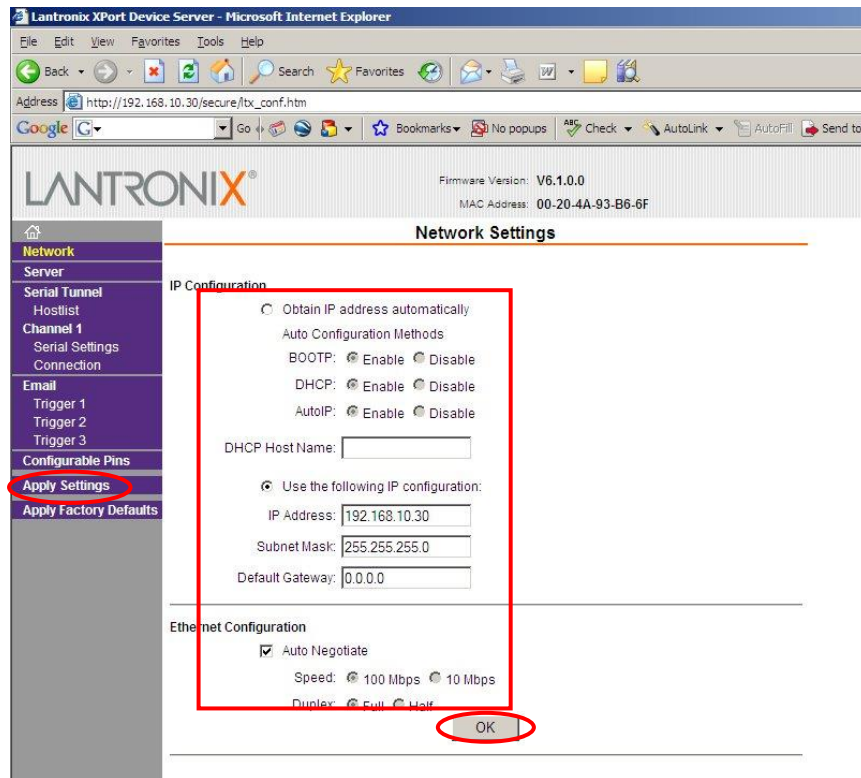 Lantronix XPort Device Server - Microsoft Internet Explorer
File Edit View Favorites Tools Help
Back Search Favorites
Address http://192.168.10.30/secure/ltx_conf.htm
Google G Go Bookmarks No popups ABC Check AutoLink AutoFill Send to
LANTRONIX®
Firmware Version: V6.1.0.0
MAC Address: 00-20-4A-93-B6-6F
Network Settings
Network
Server
Serial Tunnel
Hostlist
Channel 1
Serial Settings
Connection
Email
Trigger 1
Trigger 2
Trigger 3
Configurable Pins
Apply Settings
Apply Factory Defaults
IP Configuration
Obtain IP address automatically
Auto Configuration Methods
BOOTP: Enable Disable
DHCP: Enable Disable
AutoIP: Enable Disable
DHCP Host Name:
Use the following IP configuration:
IP Address: 192.168.10.30
Subnet Mask: 255.255.255.0
Default Gateway: 0.0.0.0
Ethernet Configuration
Auto Negotiate
Speed: 100 Mbps 10 Mbps
Duplex: Full Half
OK